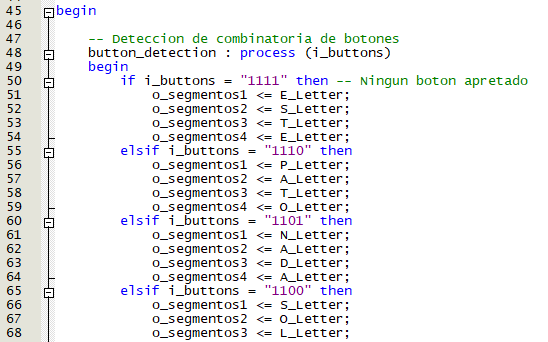 45 begin
46
47 -- Deteccion de combinatoria de botones
48 button_detection : process (i_buttons)
49 begin
50 if i_buttons = "1111" then -- Ningun boton apretado
51 o_segmentos1 <= E_Letter;
52 o_segmentos2 <= S_Letter;
53 o_segmentos3 <= T_Letter;
54 o_segmentos4 <= E_Letter;
55 elsif i_buttons = "1110" then
56 o_segmentos1 <= P_Letter;
57 o_segmentos2 <= A_Letter;
58 o_segmentos3 <= T_Letter;
59 o_segmentos4 <= O_Letter;
60 elsif i_buttons = "1101" then
61 o_segmentos1 <= N_Letter;
62 o_segmentos2 <= A_Letter;
63 o_segmentos3 <= D_Letter;
64 o_segmentos4 <= A_Letter;
65 elsif i_buttons = "1100" then
66 o_segmentos1 <= S_Letter;
67 o_segmentos2 <= O_Letter;
68 o_segmentos3 <= L_Letter;